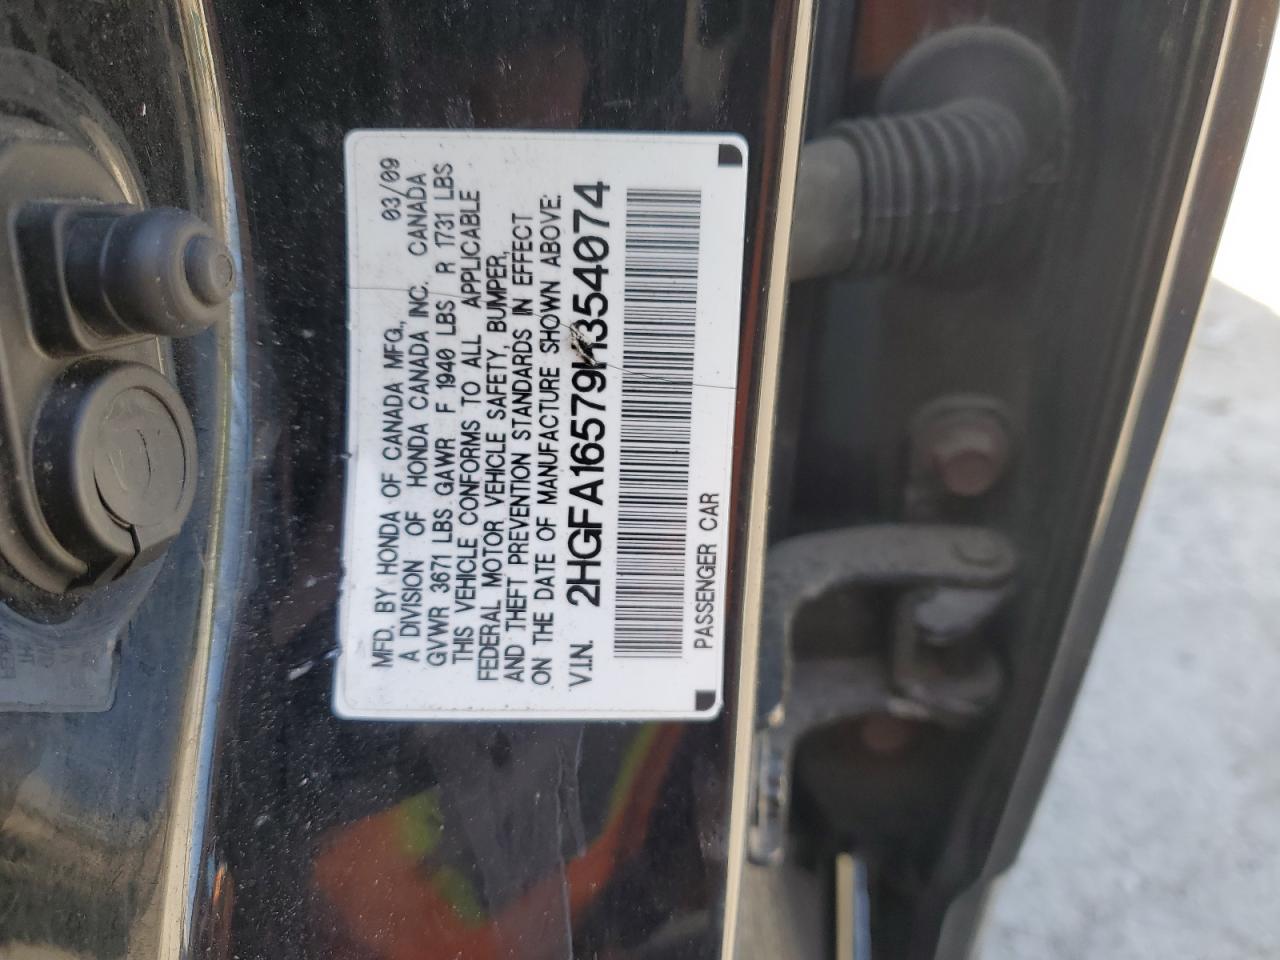 MFD. BY HONDA OF CANADA MFG., 03/09
A DIVISION OF HONDA CANADA INC. CANADA
GVWR 3671 LBS GAWR F 1940 LBS R 1731 LBS
THIS VEHICLE CONFORMS TO ALL APPLICABLE
FEDERAL MOTOR VEHICLE SAFETY, BUMPER,
AND THEFT PREVENTION STANDARDS IN EFFECT
ON THE DATE OF MANUFACTURE SHOWN ABOVE.
V.I.N. 2HGFA16579H354074
PASSENGER CAR